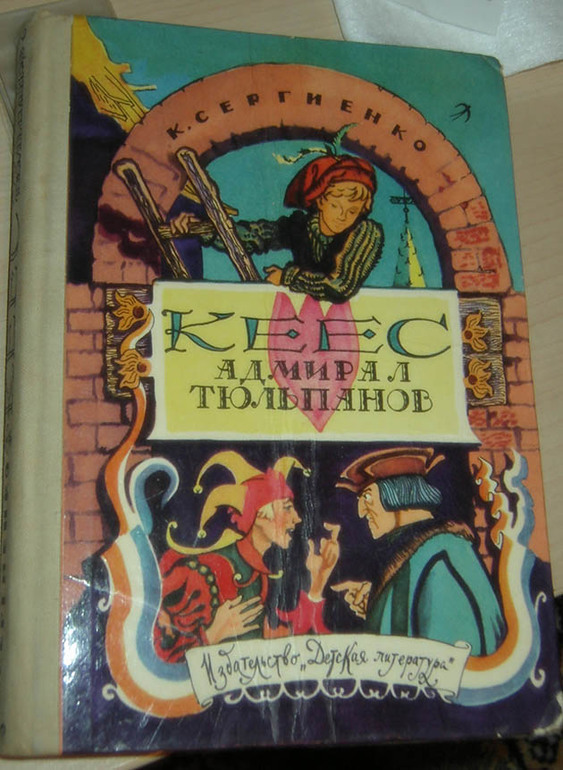 К. СЕРГИЕНКО
КЕЕС
АДМИРАЛ
ТЮЛЬПАНОВ
Издательство „Детская литература"